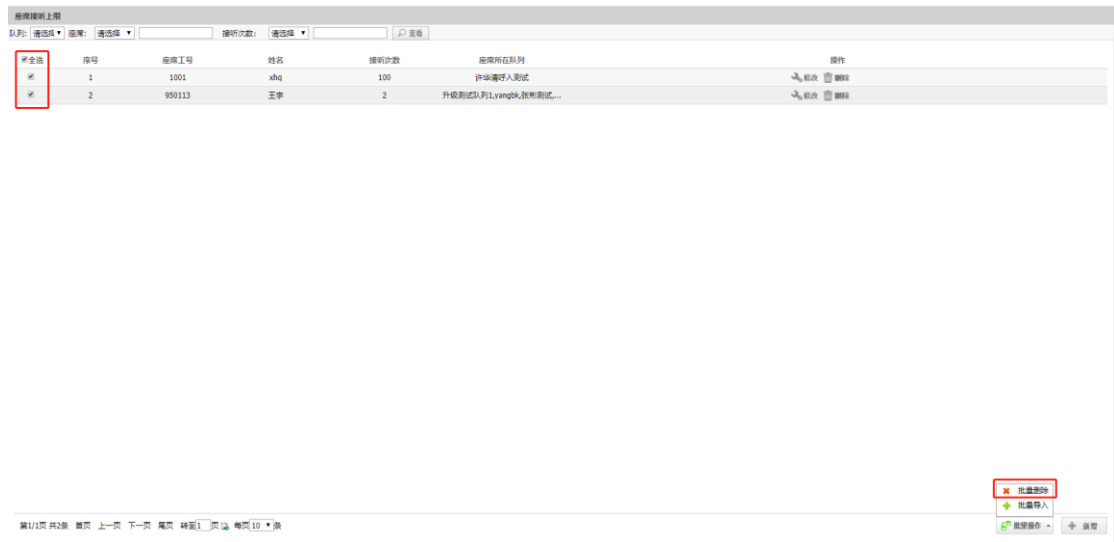 座席接听上限
队列: 请选择 座席: 请选择 接听次数: 请选择 查看
全选 序号 座席工号 姓名 接听次数 座席所在队列 操作
1 1001 xhq 100 许华清呼入测试 修改 删除
2 950113 王李 2 升级测试队列1,yangbk,张彬测试,... 修改 删除
批量删除
批量导入
第1/1页 共2条 首页 上一页 下一页 尾页 转至 1 页 每页 10 条 批量操作 新增